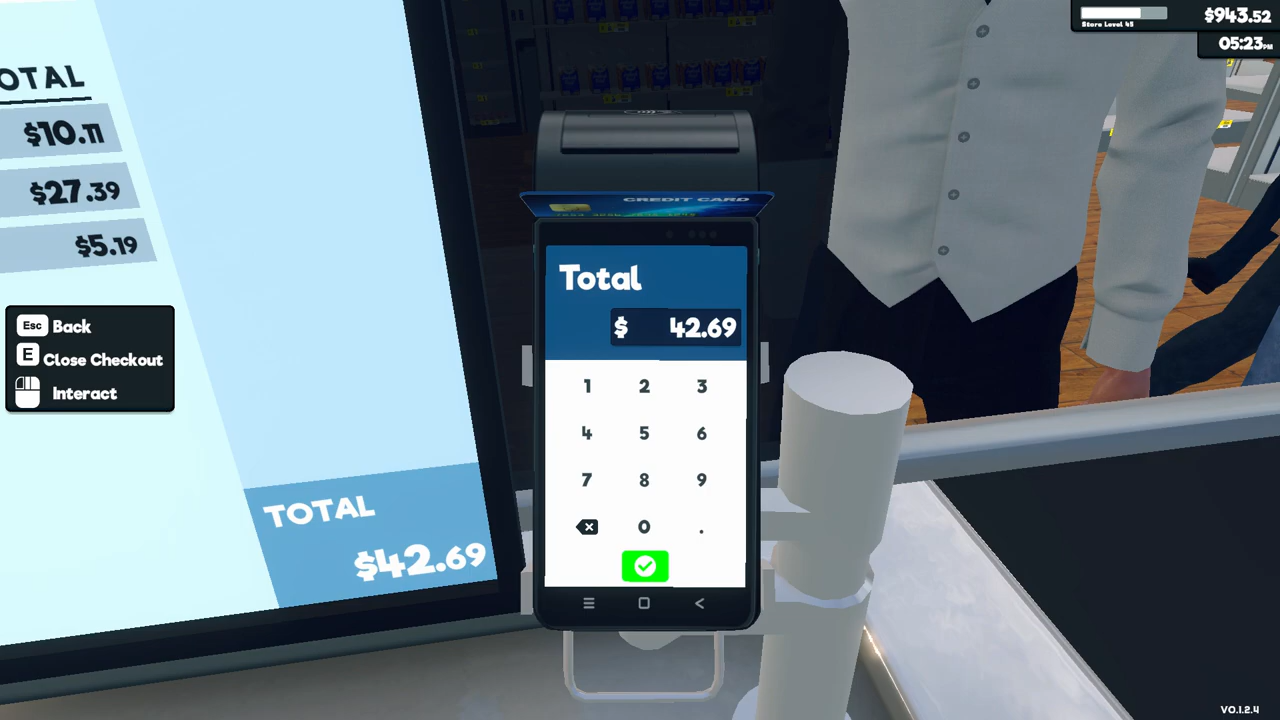 OTAL
$10.11
$27.39
$5.19
Esc Back
E Close Checkout
Interact
TOTAL
$42.69
CREDIT CARD
Total
$ 42.69
1 2 3
4 5 6
7 8 9
0 .
$943.52
Store Level 45
05:23PM
V0.1.2.4